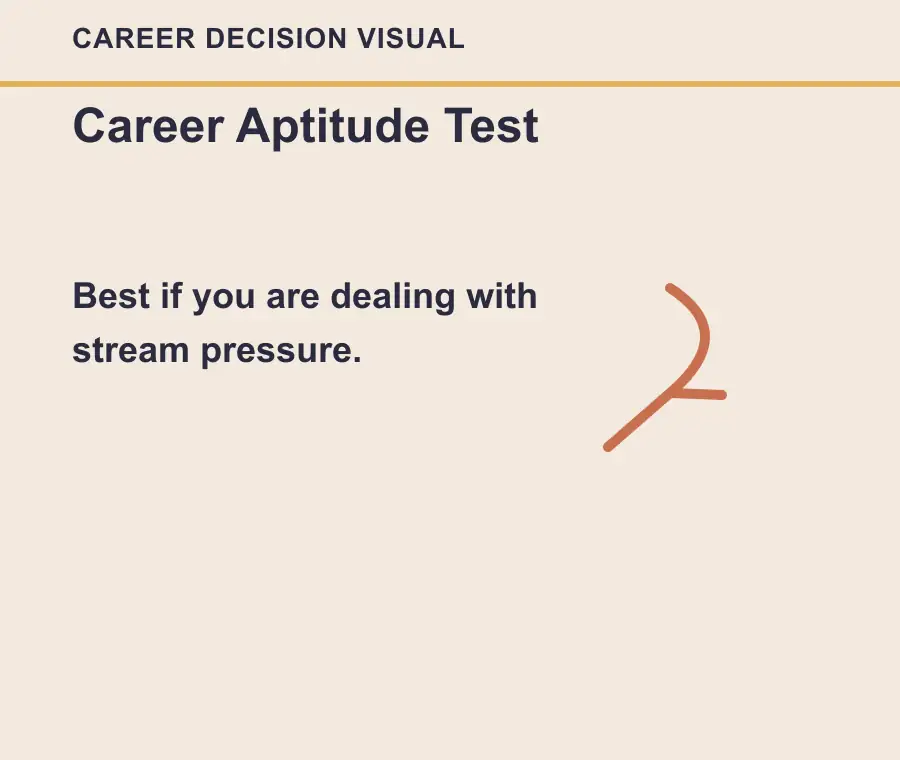 CAREER DECISION VISUAL
Career Aptitude Test
Best if you are dealing with
stream pressure.